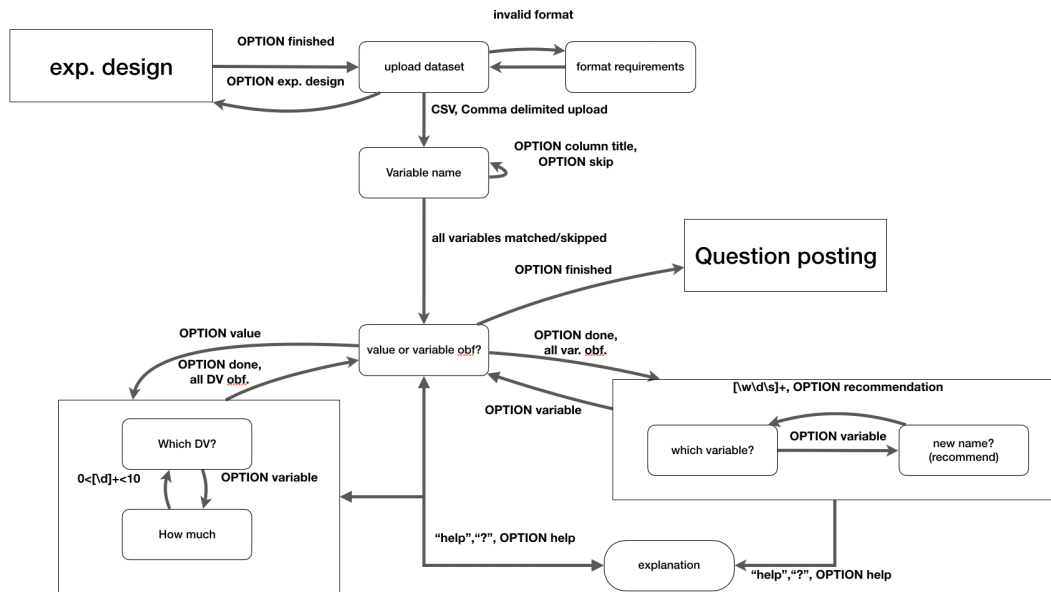 invalid format
OPTION finished
exp. design
upload dataset
format requirements
OPTION exp. design
CSV, Comma delimited upload
OPTION column title,
OPTION skip
Variable name
all variables matched/skipped
Question posting
OPTION finished
OPTION value
value or variable obf?
OPTION done,
all var. obf.
OPTION done,
all DV obf.
[\w\d\s]+, OPTION recommendation
OPTION variable
Which DV?
which variable?
OPTION variable
new name?
(recommend)
0<[\d]+<10
OPTION variable
How much
“help”,“?”, OPTION help
explanation
“help”,“?”, OPTION help